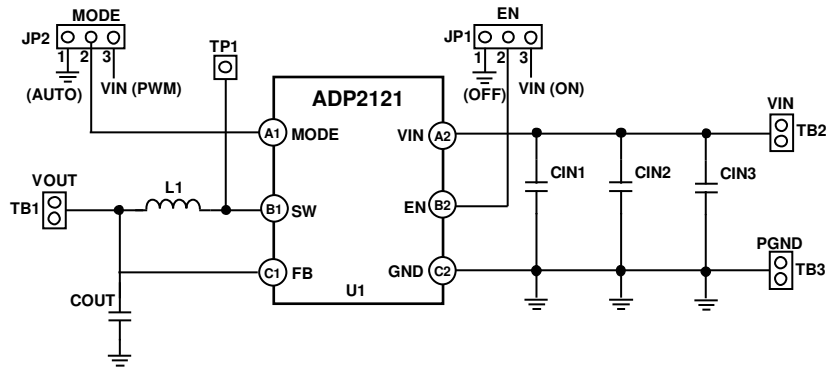 MODE
JP2
1 2 3
(AUTO)
VIN (PWM)
TP1
EN
JP1
1 2 3
(OFF)
VIN (ON)
ADP2121
A1 MODE
VIN A2
VIN
TB2
CIN1
CIN2
CIN3
VOUT
TB1
L1
B1 SW
EN B2
PGND
TB3
C1 FB
GND C2
U1
COUT